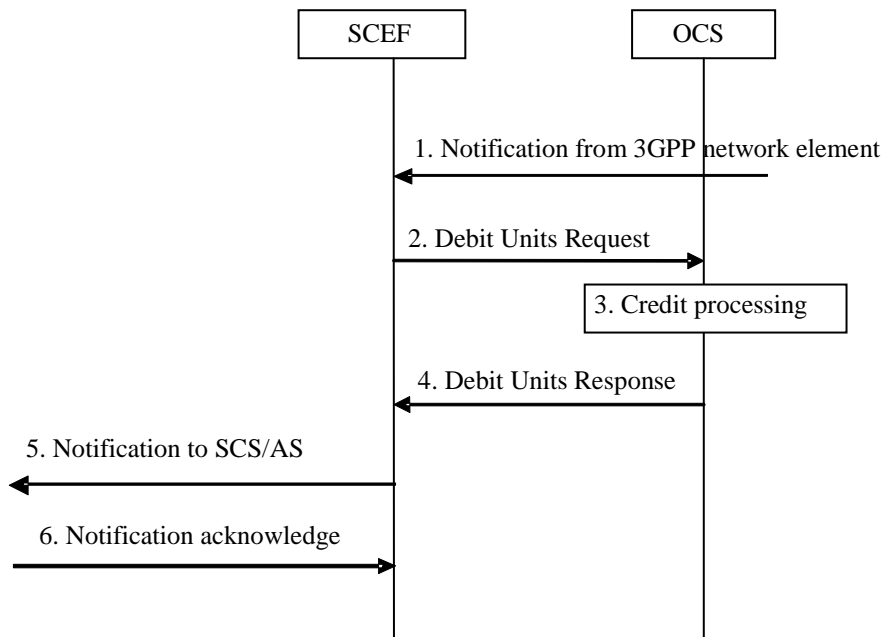 SCEF
OCS
1. Notification from 3GPP network element
2. Debit Units Request
3. Credit processing
4. Debit Units Response
5. Notification to SCS/AS
6. Notification acknowledge